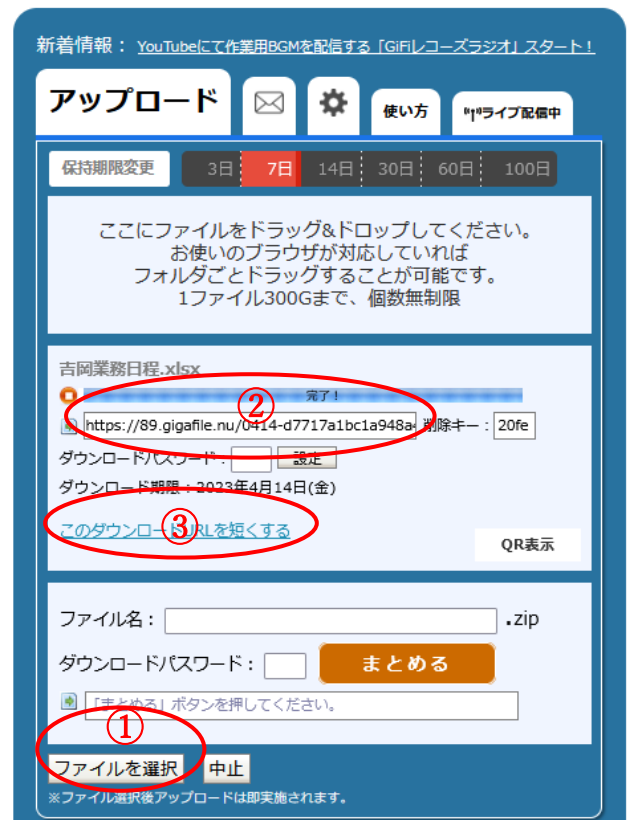 新着情報： YouTubeにて作業用BGMを配信する「GiFiレコーズラジオ」スタート！
アップロード 使い方 ライブ配信中
保持期限変更 3日 7日 14日 30日 60日 100日
ここにファイルをドラッグ&ドロップしてください。
お使いのブラウザが対応していれば
フォルダごとドラッグすることが可能です。
1ファイル300Gまで、個数無制限
吉岡業務日程.xlsx
完了！
②
https://89.gigafile.nu/0414-d7717a1bc1a948a 削除キー： 20fe
ダウンロードパスワード： 設定
ダウンロード期限：2023年4月14日(金)
③
このダウンロードURLを短くする
QR表示
ファイル名： .zip
ダウンロードパスワード： まとめる
「まとめる」ボタンを押してください。
①
ファイルを選択 中止
※ファイル選択後アップロードは即実施されます。